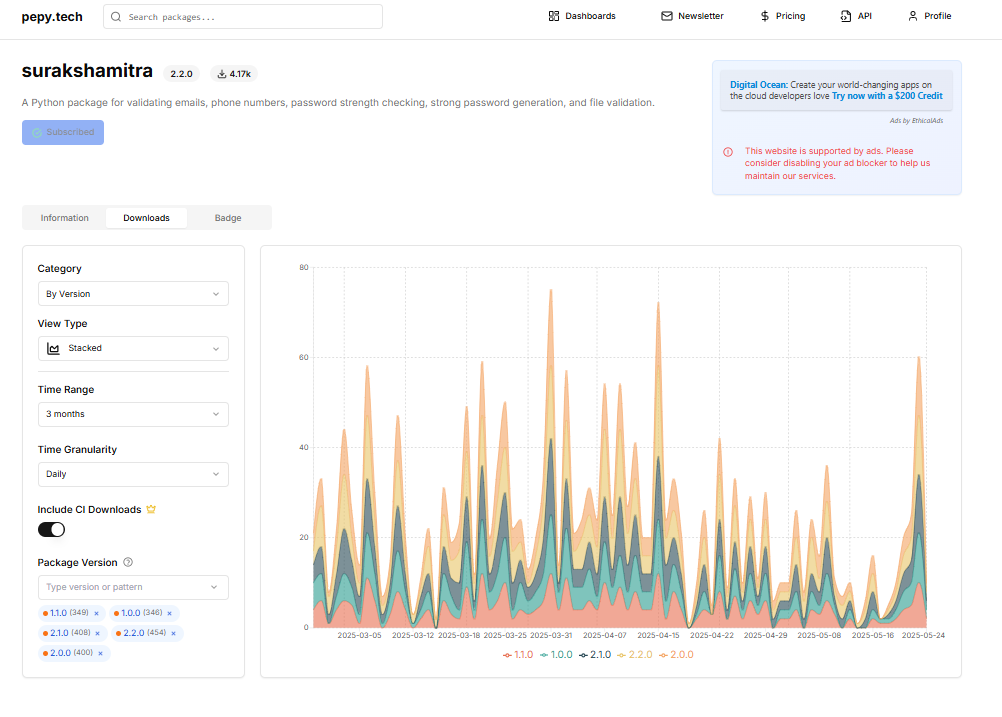 pepy.tech
Search packages...
Dashboards
Newsletter
Pricing
API
Profile
surakshamitra 2.2.0 4.17k
A Python package for validating emails, phone numbers, password strength checking, strong password generation, and file validation.
Subscribed
Digital Ocean: Create your world-changing apps on
the cloud developers love Try now with a $200 Credit
Ads by EthicalAds
This website is supported by ads. Please
consider disabling your ad blocker to help us
maintain our services.
Information
Downloads
Badge
Category
By Version
View Type
Stacked
Time Range
3 months
Time Granularity
Daily
Include CI Downloads
Package Version
Type version or pattern
1.1.0 (349) × 1.0.0 (346) ×
2.1.0 (408) × 2.2.0 (454) ×
2.0.0 (400) ×
80
60
40
20
0
2025-03-05 2025-03-12 2025-03-18 2025-03-25 2025-03-31 2025-04-07 2025-04-15 2025-04-22 2025-04-29 2025-05-08 2025-05-16 2025-05-24
1.1.0 1.0.0 2.1.0 2.2.0 2.0.0